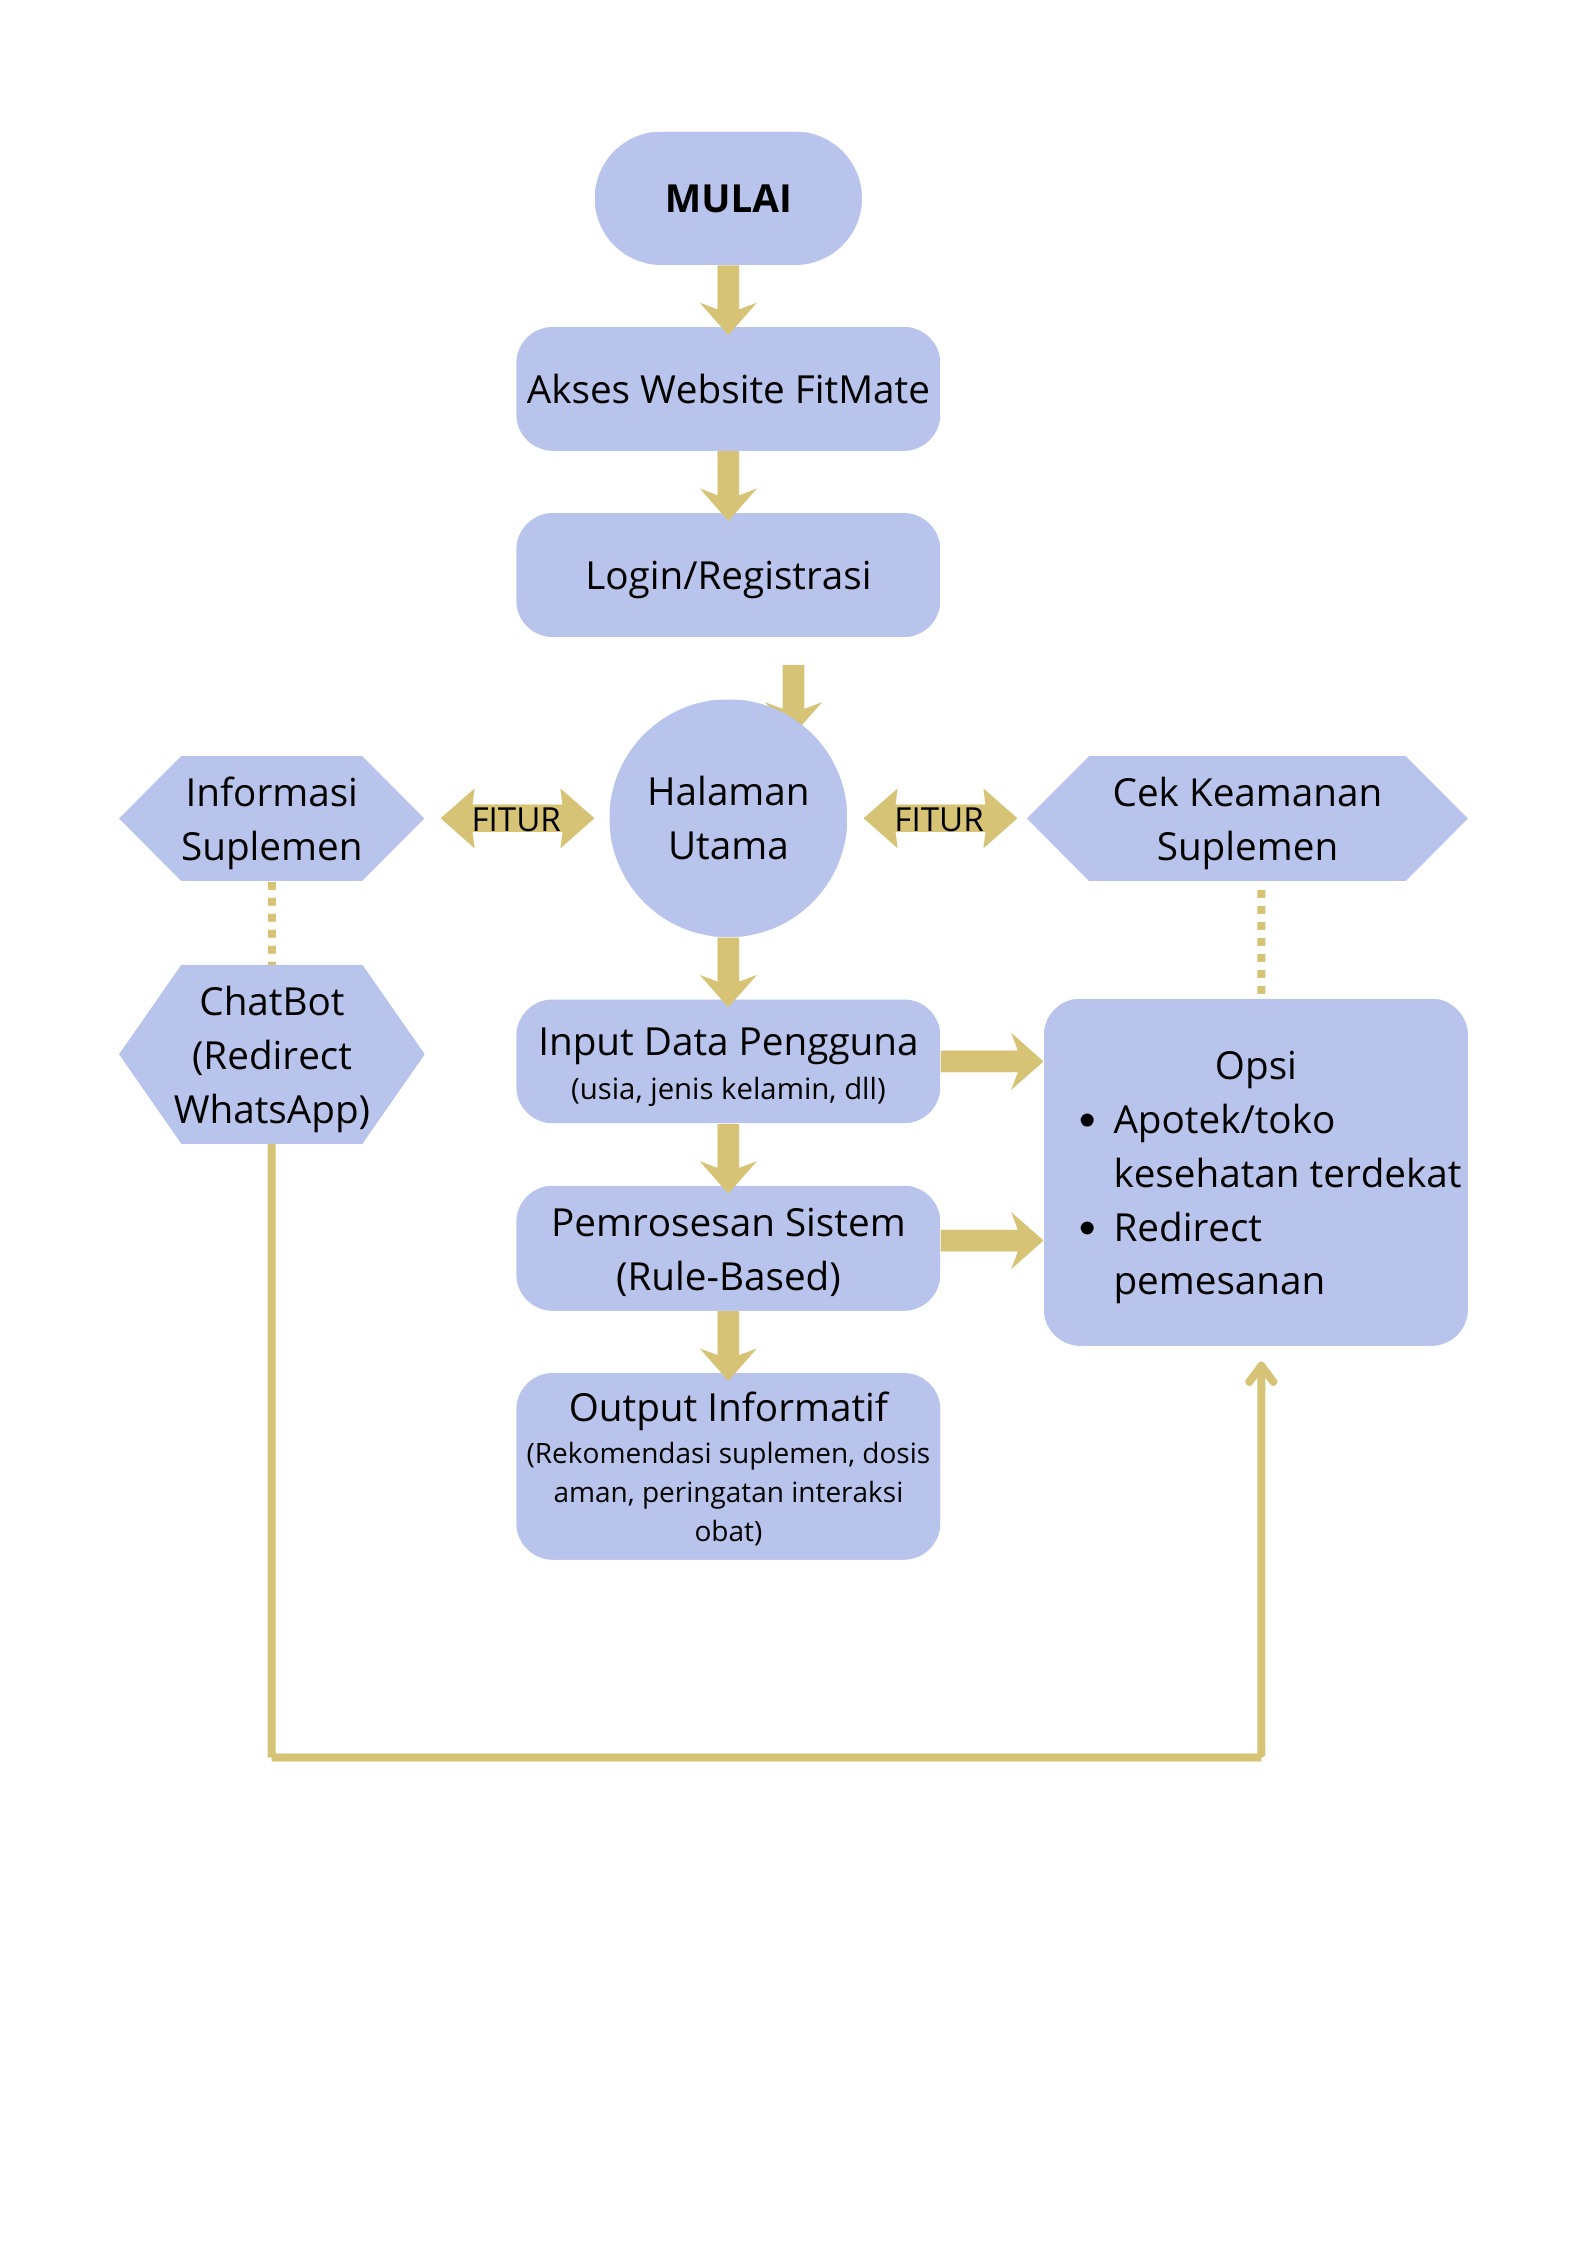 MULAI
Akses Website FitMate
Login/Registrasi
Informasi
Suplemen
FITUR
Halaman
Utama
FITUR
Cek Keamanan
Suplemen
ChatBot
(Redirect
WhatsApp)
Input Data Pengguna
(usia, jenis kelamin, dll)
Opsi
• Apotek/toko
kesehatan terdekat
• Redirect
pemesanan
Pemrosesan Sistem
(Rule-Based)
Output Informatif
(Rekomendasi suplemen, dosis
aman, peringatan interaksi
obat)